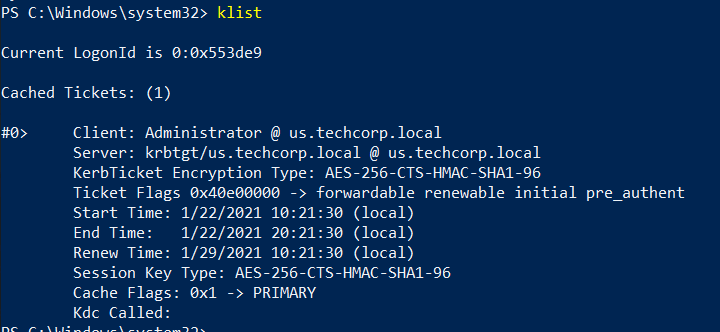 PS C:\Windows\system32> klist
Current LogonId is 0:0x553de9
Cached Tickets: (1)
#0> Client: Administrator @ us.techcorp.local
Server: krbtgt/us.techcorp.local @ us.techcorp.local
KerbTicket Encryption Type: AES-256-CTS-HMAC-SHA1-96
Ticket Flags 0x40e00000 -> forwardable renewable initial pre_authent
Start Time: 1/22/2021 10:21:30 (local)
End Time: 1/22/2021 20:21:30 (local)
Renew Time: 1/29/2021 10:21:30 (local)
Session Key Type: AES-256-CTS-HMAC-SHA1-96
Cache Flags: 0x1 -> PRIMARY
Kdc Called:
PS C:\Windows\system32>